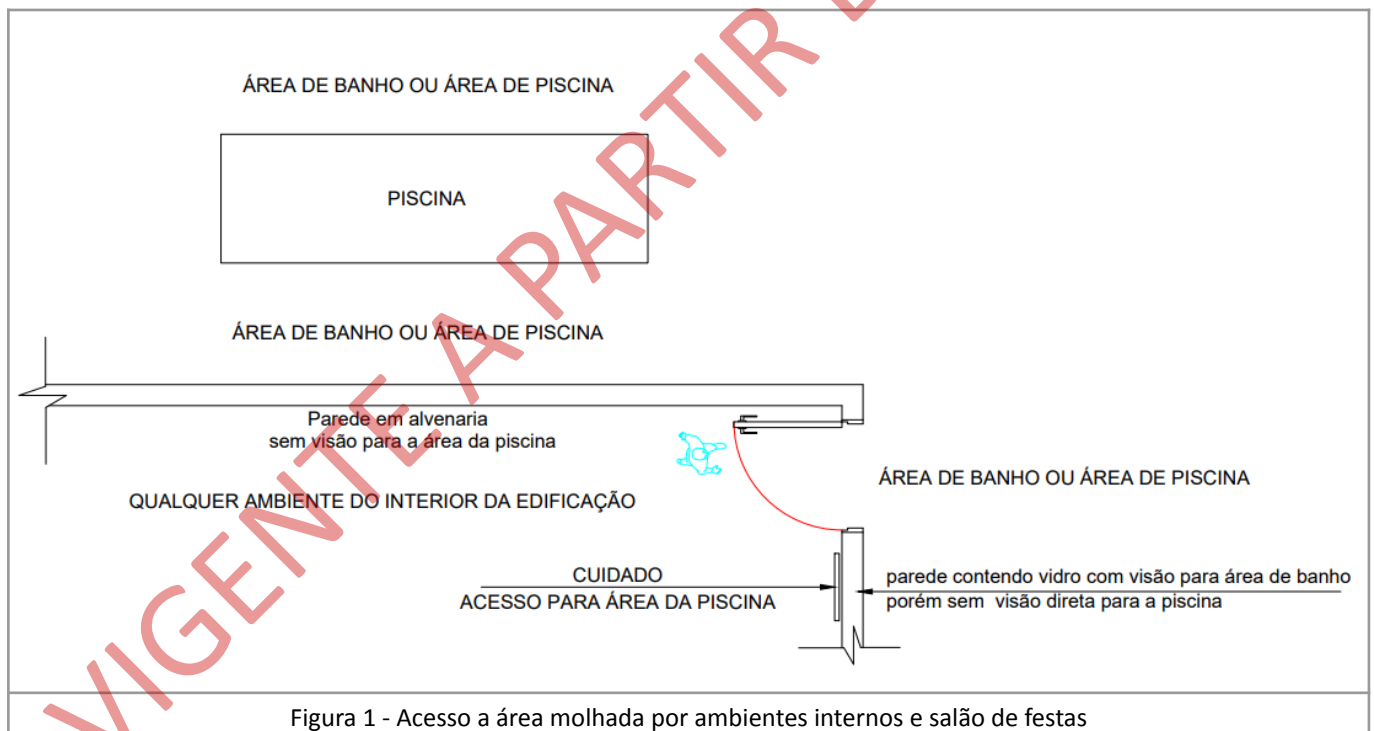 ÁREA DE BANHO OU ÁREA DE PISCINA
PISCINA
ÁREA DE BANHO OU ÁREA DE PISCINA
Parede em alvenaria
sem visão para a área da piscina
QUALQUER AMBIENTE DO INTERIOR DA EDIFICAÇÃO
ÁREA DE BANHO OU ÁREA DE PISCINA
CUIDADO
ACESSO PARA ÁREA DA PISCINA
parede contendo vidro com visão para área de banho
porém sem visão direta para a piscina
VIGENTE A PARTIR
Figura 1 - Acesso a área molhada por ambientes internos e salão de festas